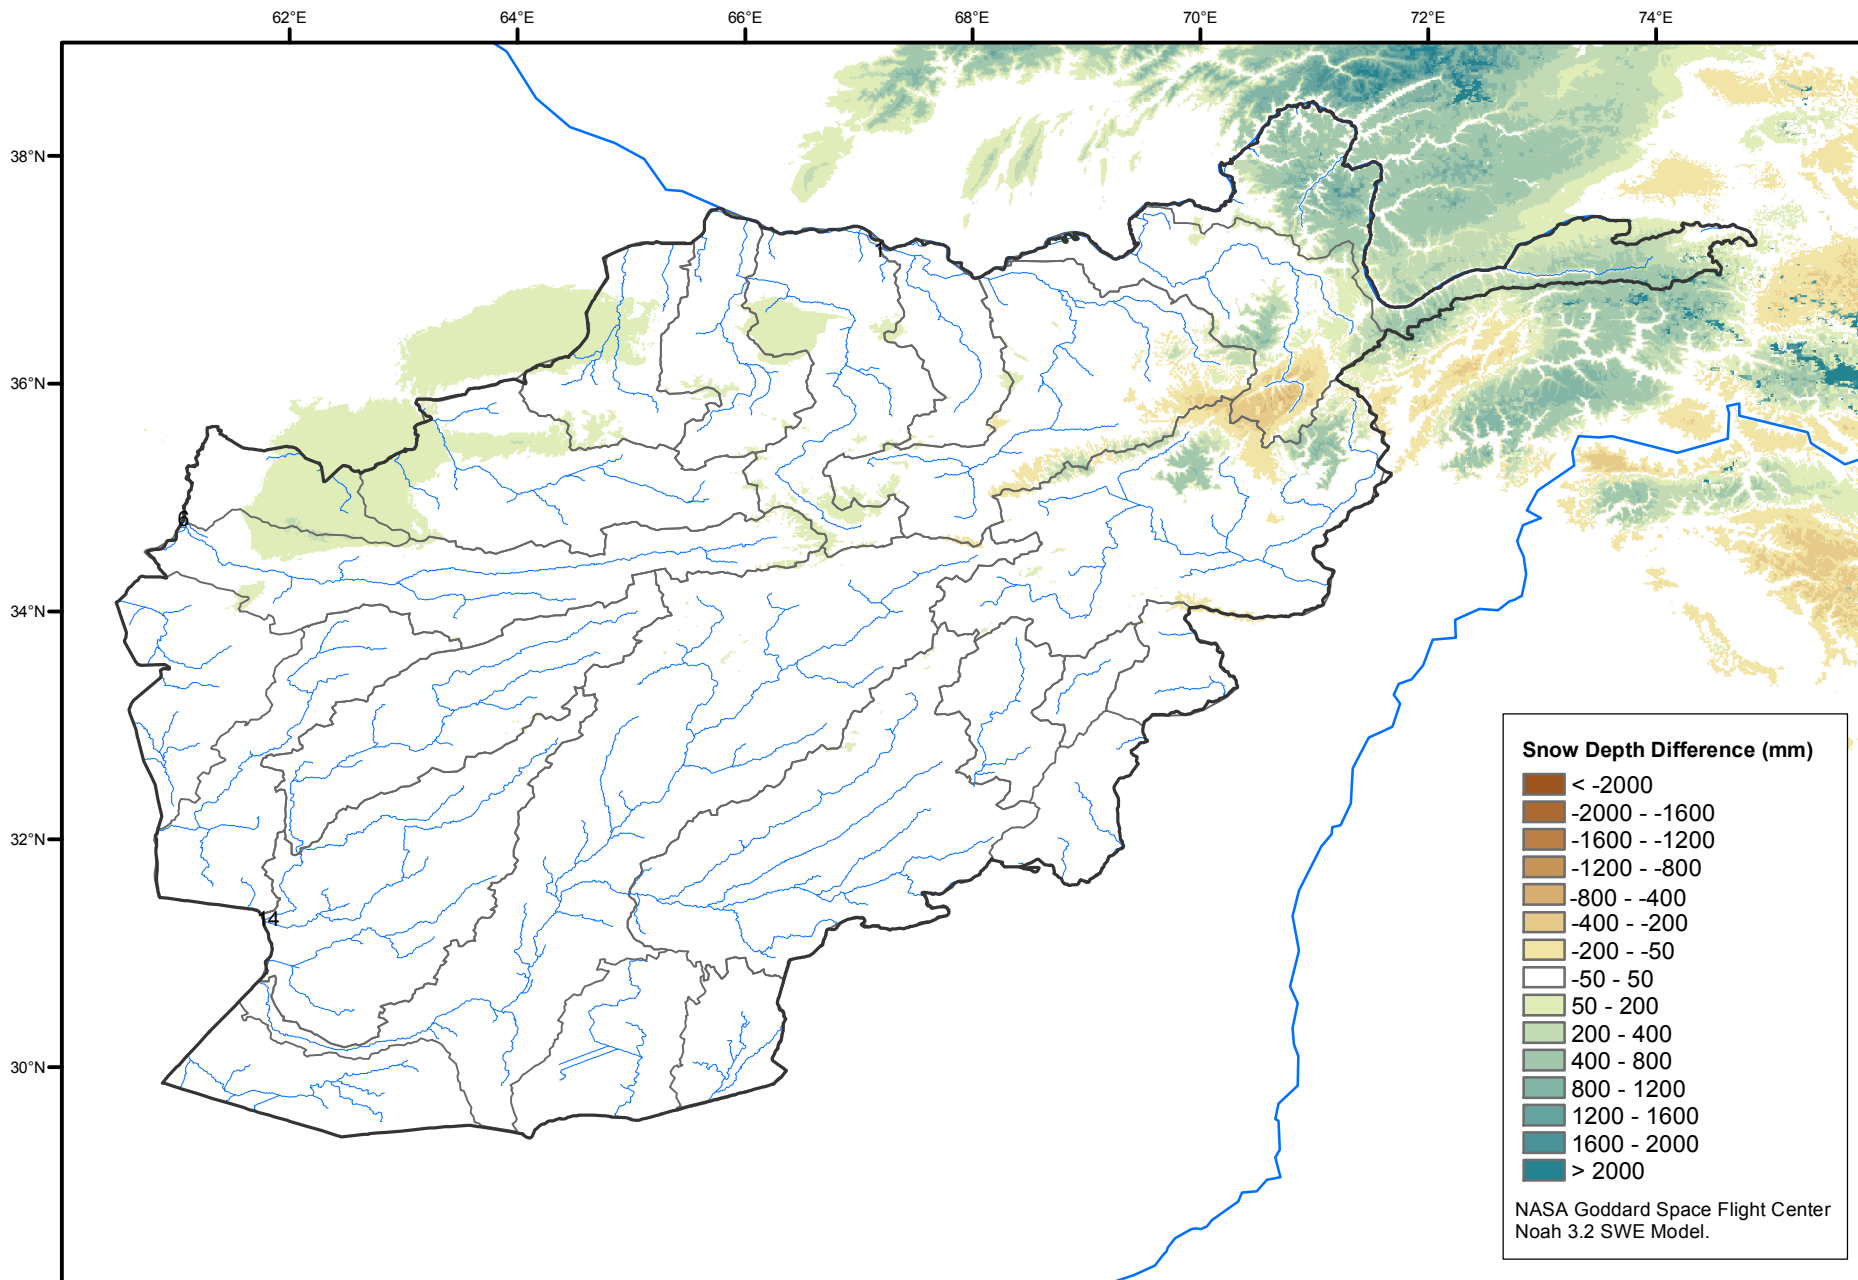 62°E 64°E 66°E 68°E 70°E 72°E 74°E
38°N
1
36°N
6
34°N
32°N
14
30°N
Snow Depth Difference (mm)
< -2000
-2000 - -1600
-1600 - -1200
-1200 - -800
-800 - -400
-400 - -200
-200 - -50
-50 - 50
50 - 200
200 - 400
400 - 800
800 - 1200
1200 - 1600
1600 - 2000
> 2000
NASA Goddard Space Flight Center
Noah 3.2 SWE Model.